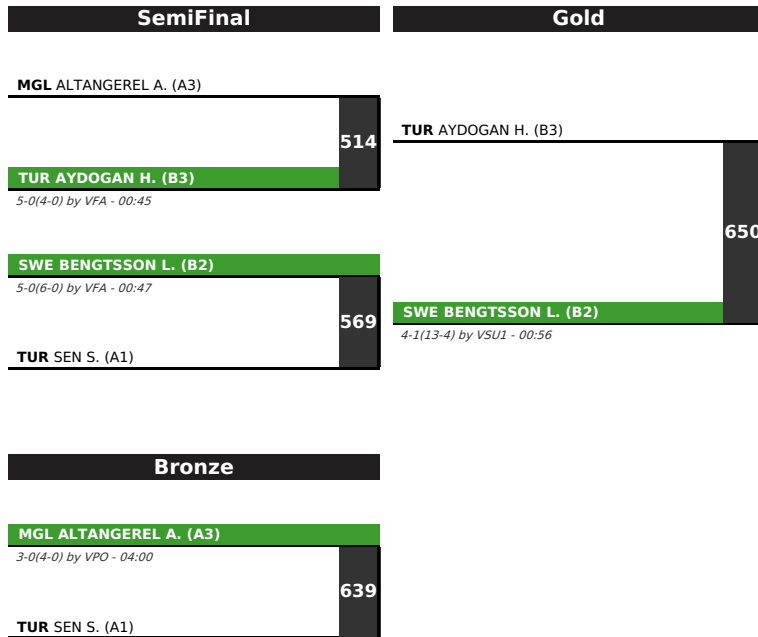 SemiFinal
MGL ALTANGEREL A. (A3)
514
TUR AYDOGAN H. (B3)
5-0(4-0) by VFA - 00:45
SWE BENGTSSON L. (B2)
5-0(6-0) by VFA - 00:47
569
TUR SEN S. (A1)
Gold
TUR AYDOGAN H. (B3)
650
SWE BENGTSSON L. (B2)
4-1(13-4) by VSU1 - 00:56
Bronze
MGL ALTANGEREL A. (A3)
3-0(4-0) by VPO - 04:00
639
TUR SEN S. (A1)